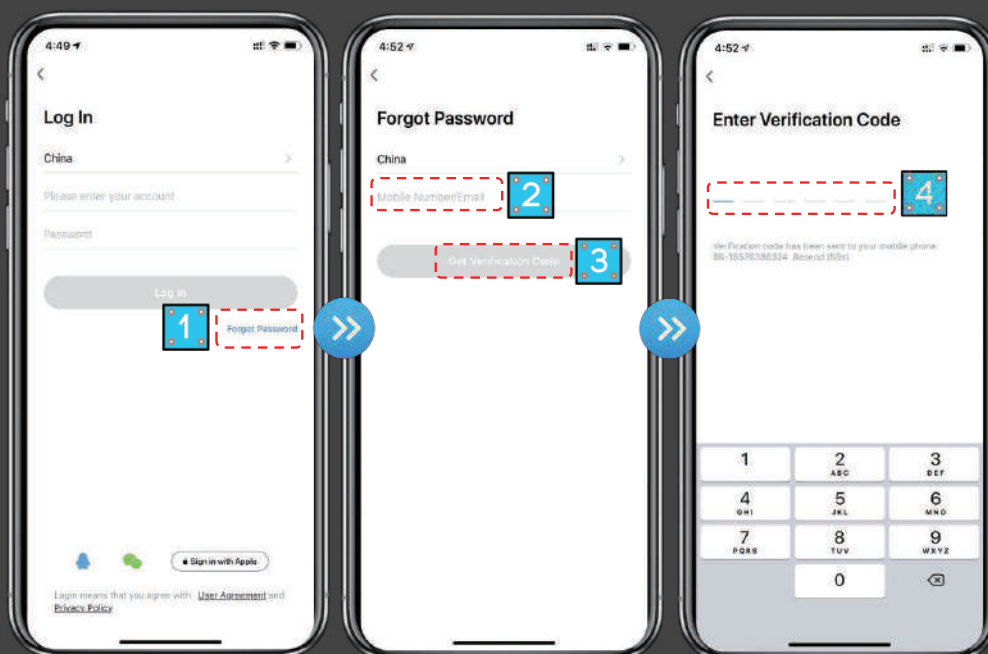 4:49
Log In
China
Please enter your account
Password
Log in
1
Forgot Password
Sign in with Apple
Login means that you agree with User Agreement and
Privacy Policy
4:52
Forgot Password
China
Mobile Number/Email
2
Get Verification Code
3
4:52
Enter Verification Code
4
Verification code has been sent to your mobile phone:
Resend
1
2
ABC
3
DEF
4
GHI
5
JKL
6
MNO
7
PQRS
8
TUV
9
WXYZ
0